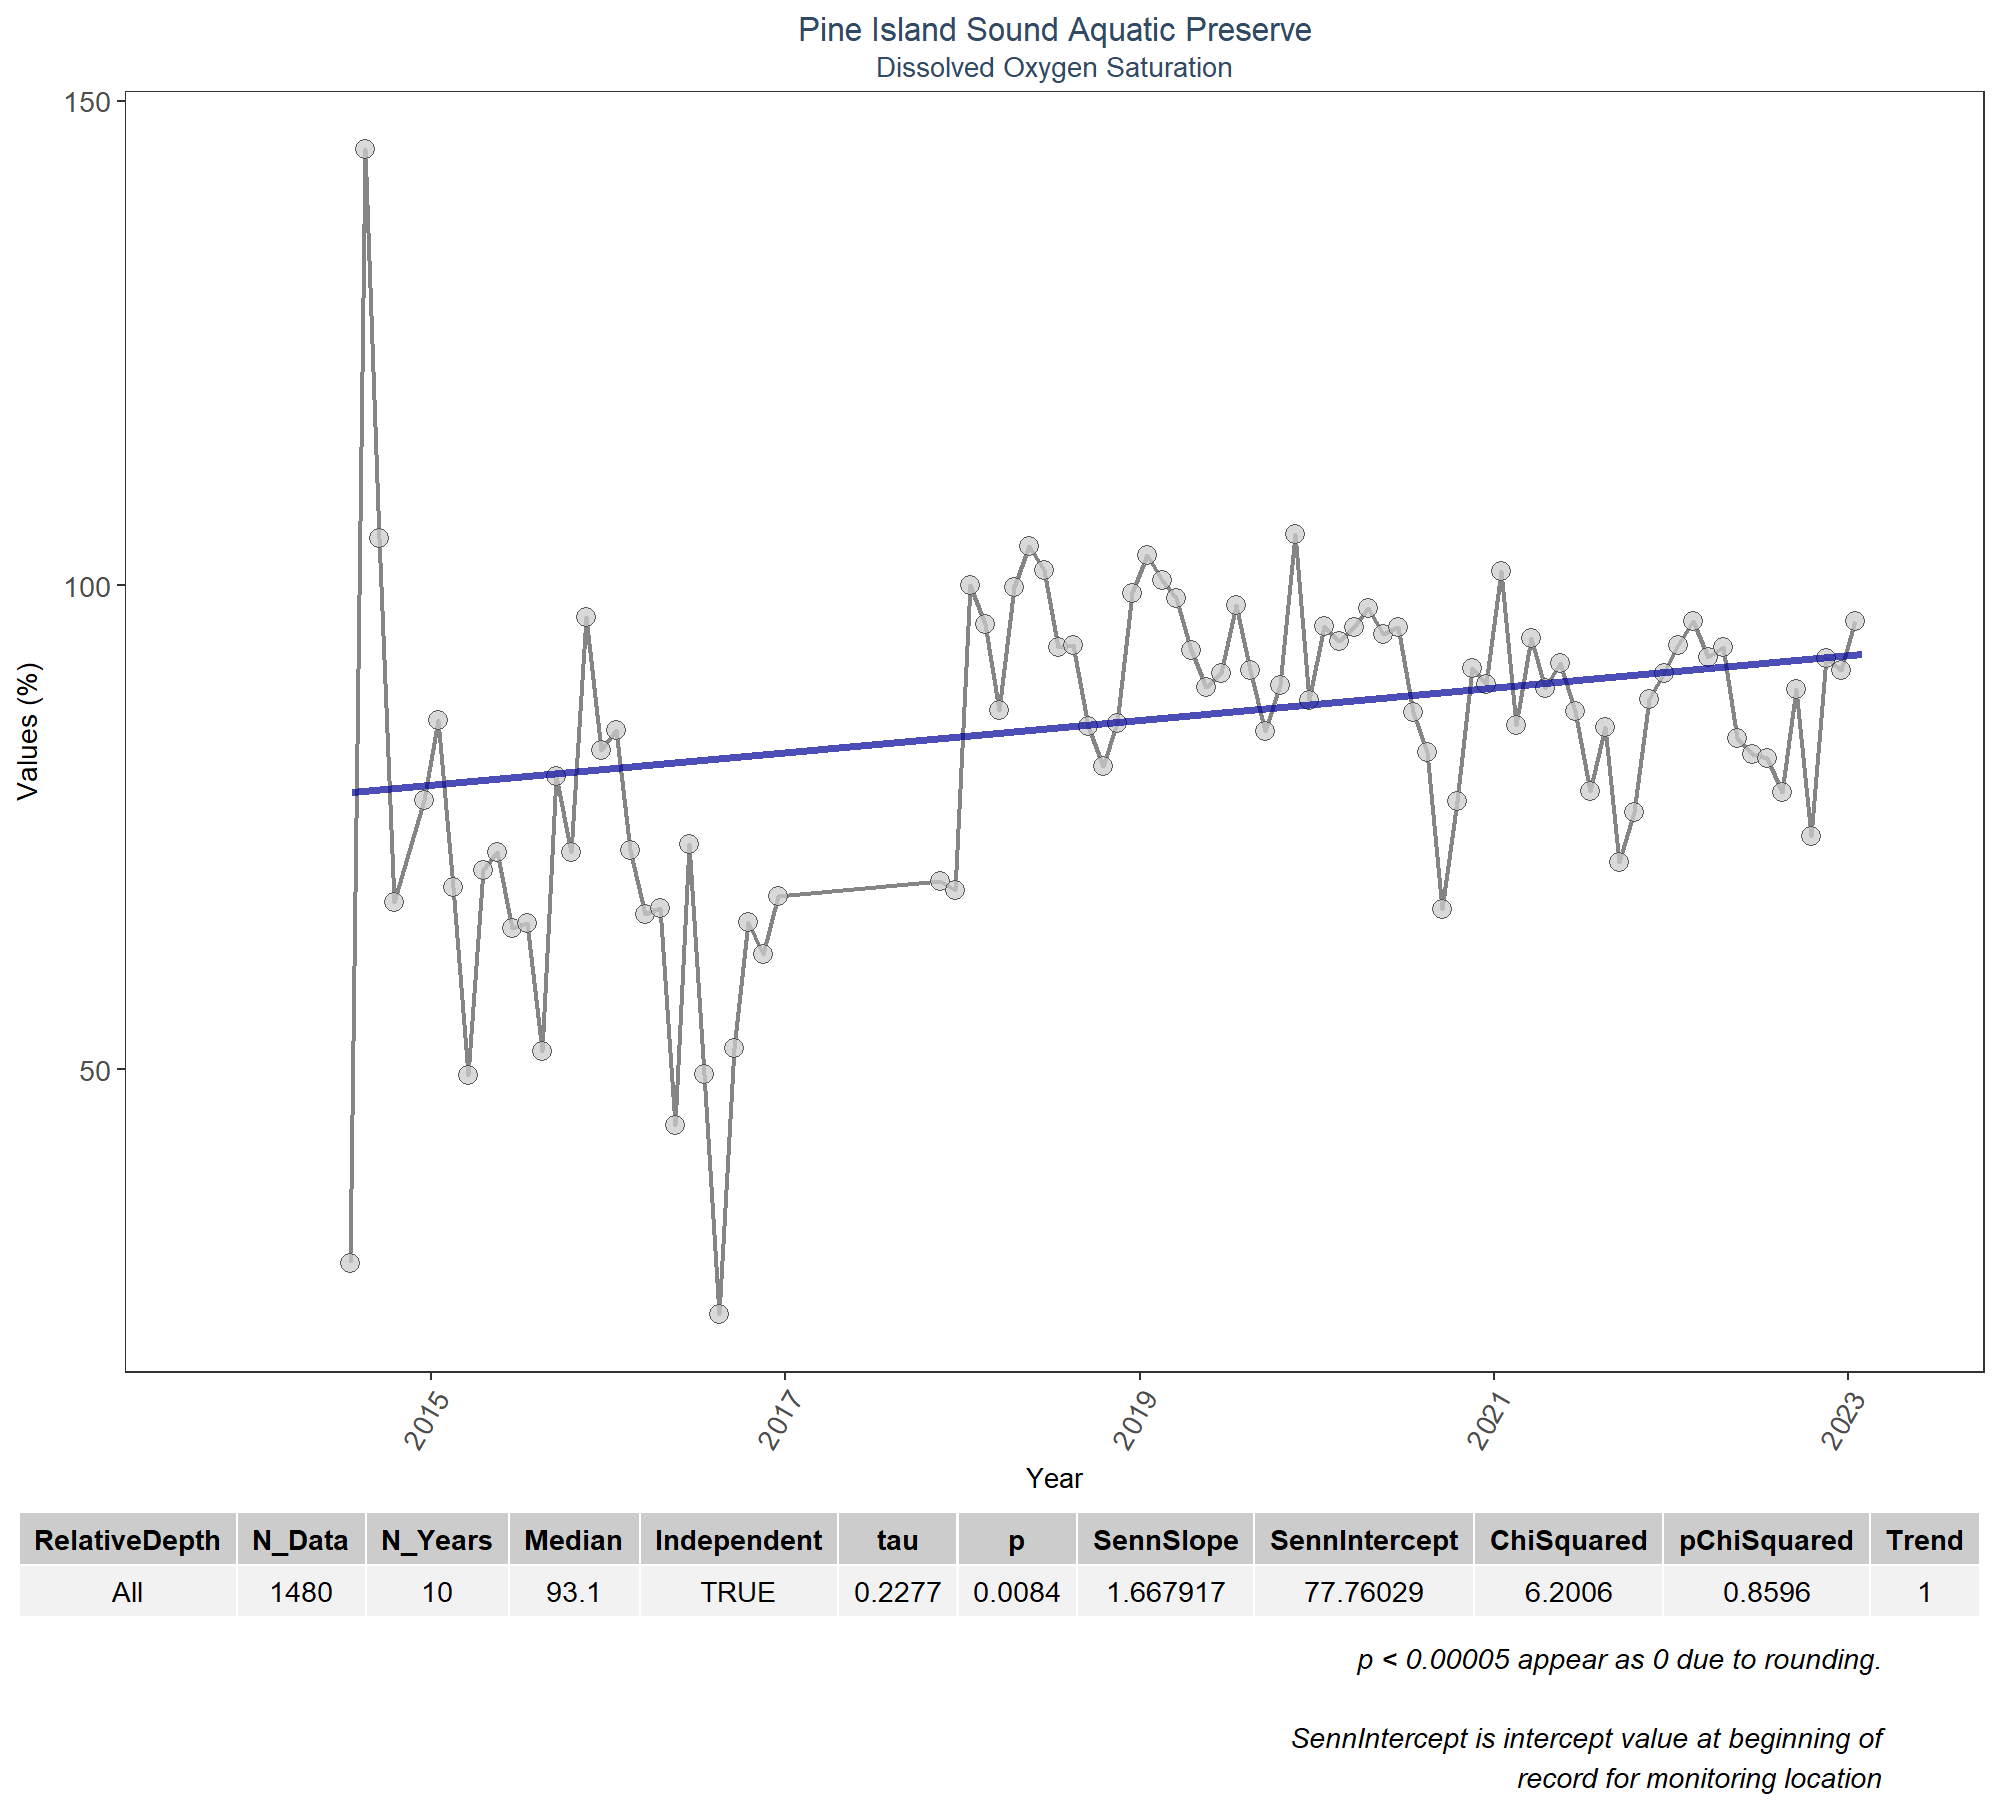 Pine Island Sound Aquatic Preserve
Dissolved Oxygen Saturation
150
100
50
Values (%)
2015 2017 2019 2021 2023
Year
RelativeDepth N_Data N_Years Median Independent tau p SennSlope SennIntercept ChiSquared pChiSquared Trend
All 1480 10 93.1 TRUE 0.2277 0.0084 1.667917 77.76029 6.2006 0.8596 1
p < 0.00005 appear as 0 due to rounding.
SennIntercept is intercept value at beginning of
record for monitoring location